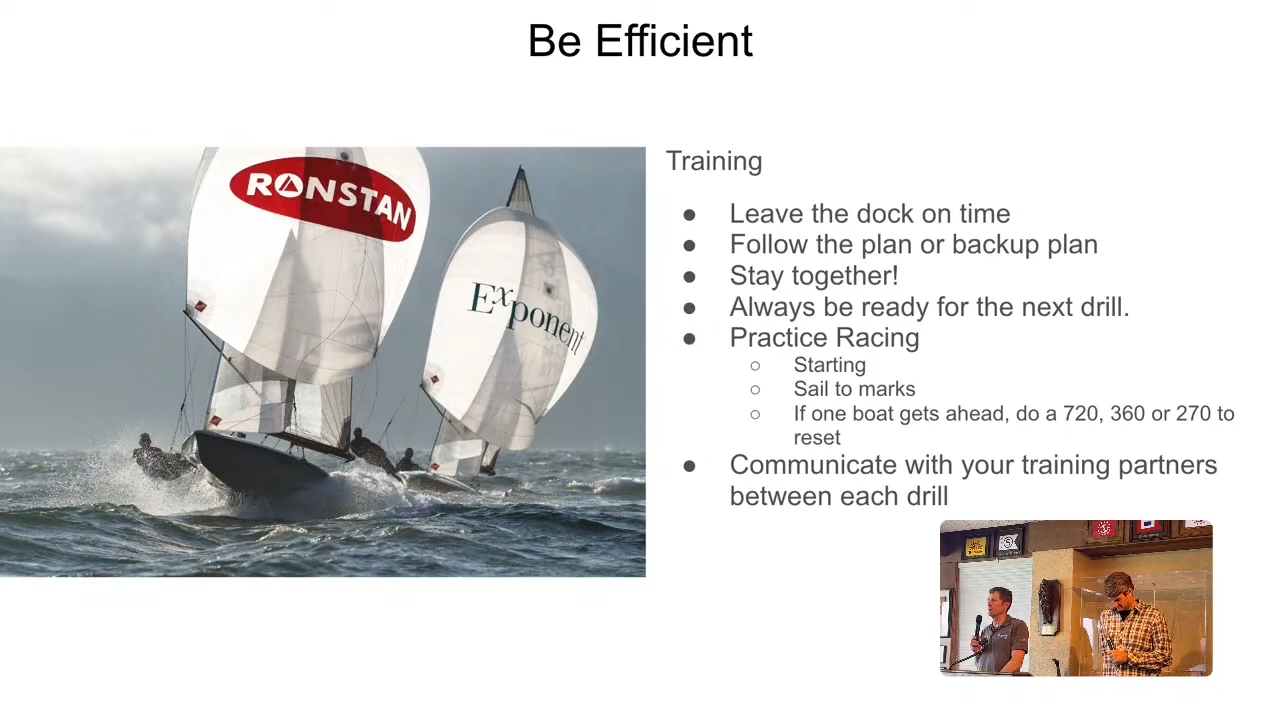 Be Efficient
RONSTAN
Exponent
Training
● Leave the dock on time
● Follow the plan or backup plan
● Stay together!
● Always be ready for the next drill.
● Practice Racing
○ Starting
○ Sail to marks
○ If one boat gets ahead, do a 720, 360 or 270 to
reset
● Communicate with your training partners
between each drill